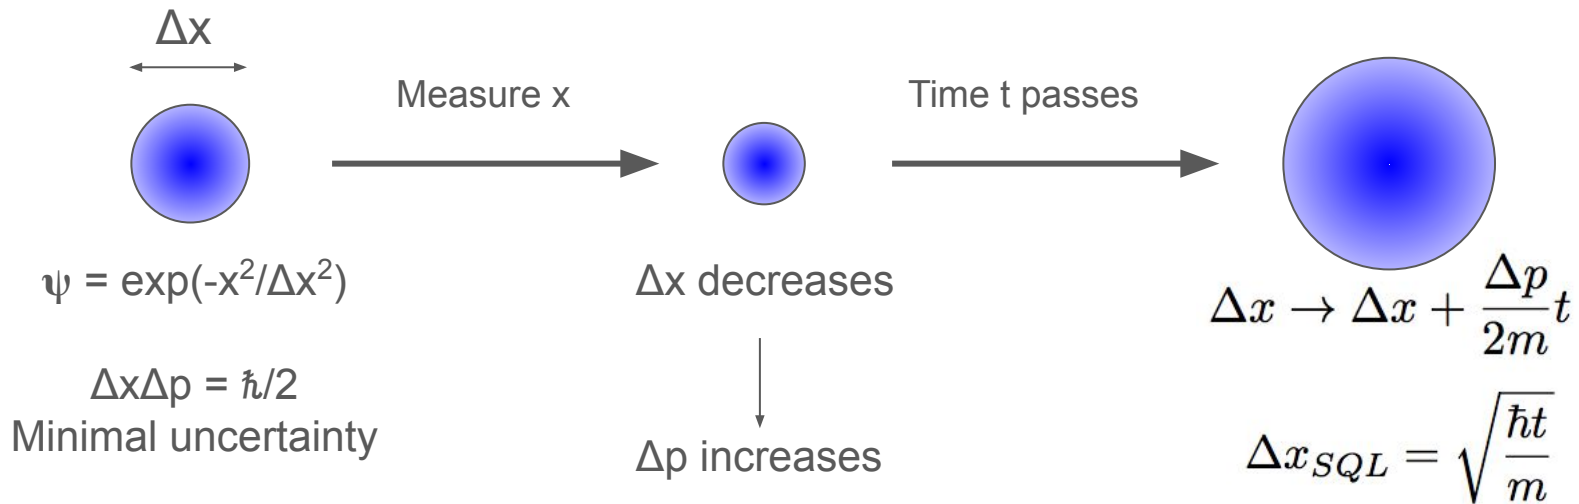 Δx
Measure x
Time t passes
ψ = exp(-x²/Δx²)
Δx decreases
Δx → Δx + Δp/2m t
ΔxΔp = ℏ/2
Minimal uncertainty
Δp increases
Δx_SQL = √(ℏt/m)